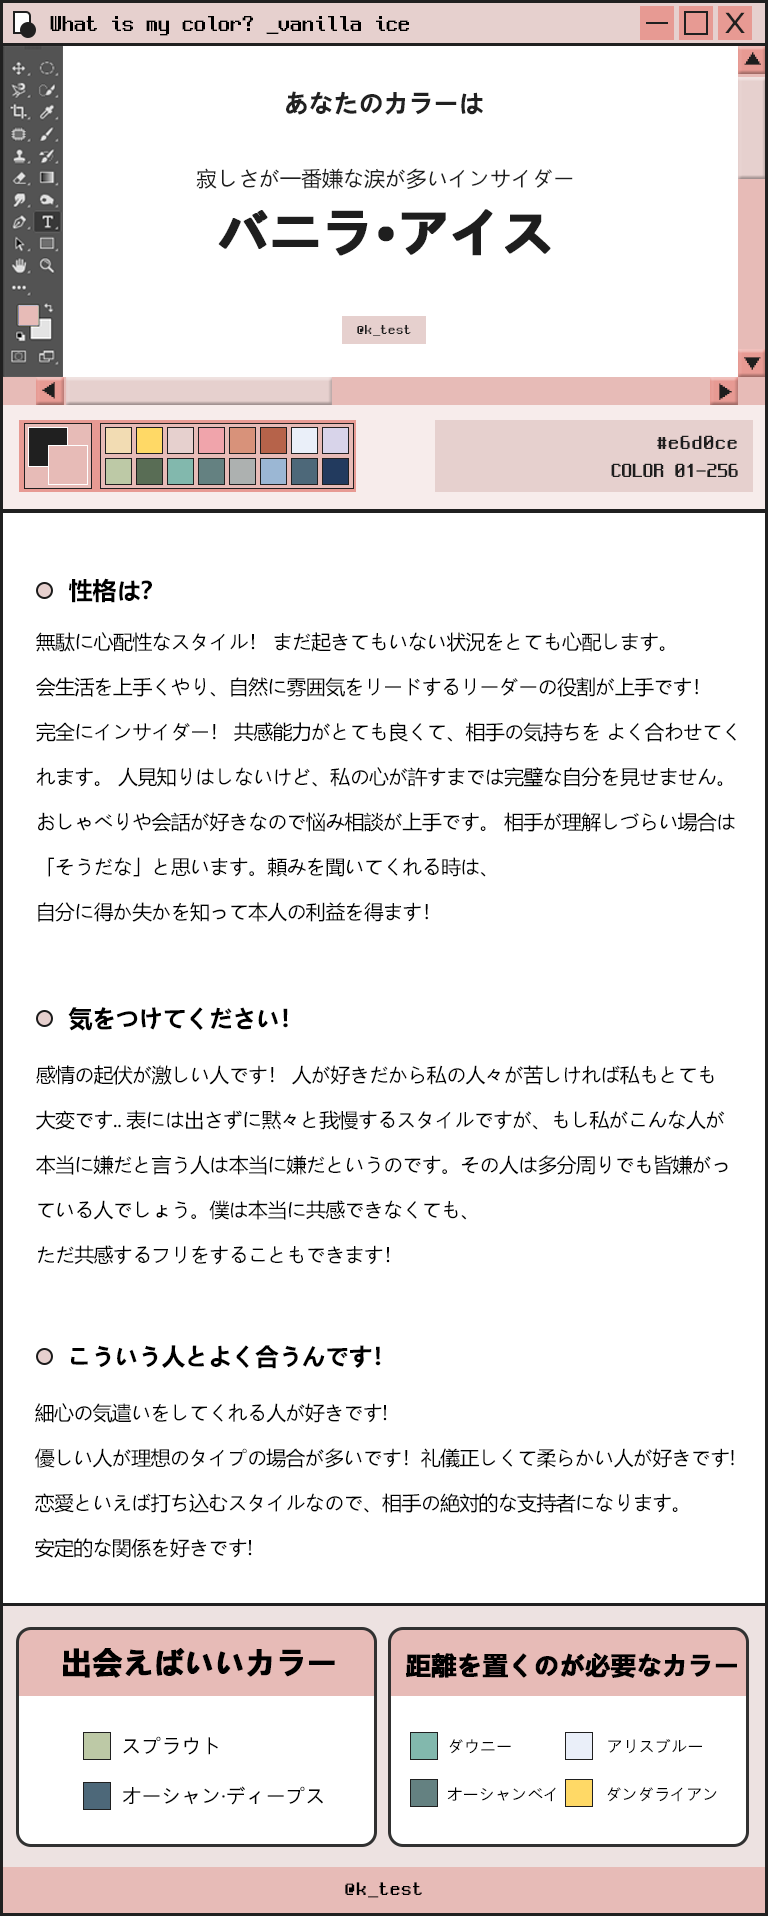 What is my color? _vanilla ice
あなたのカラーは
寂しさが一番嫌な涙が多いインサイダー
バニラ・アイス
@k_test
#e6d0ce
COLOR 01-256
性格は?
無駄に心配性なスタイル! まだ起きてもいない状況をとても心配します。
会生活を上手くやり、自然に雰囲気をリードするリーダーの役割が上手です!
完全にインサイダー! 共感能力がとても良くて、相手の気持ちを よく合わせてく
れます。 人見知りはしないけど、私の心が許すまでは完璧な自分を見せません。
おしゃべりや会話が好きなので悩み相談が上手です。 相手が理解しづらい場合は
「そうだな」と思います。頼みを聞いてくれる時は、
自分に得か失かを知って本人の利益を得ます!
気をつけてください!
感情の起伏が激しい人です! 人が好きだから私の人々が苦しければ私もとても
大変です.. 表には出さずに黙々と我慢するスタイルですが、もし私がこんな人が
本当に嫌だと言う人は本当に嫌だというのです。その人は多分周りでも皆嫌がっ
ている人でしょう。僕は本当に共感できなくても、
ただ共感するフリをすることもできます!
こういう人とよく合うんです!
細心の気遣いをしてくれる人が好きです!
優しい人が理想のタイプの場合が多いです! 礼儀正しくて柔らかい人が好きです!
恋愛といえば打ち込むスタイルなので、相手の絶対的な支持者になります。
安定的な関係を好きです!
出会えばいいカラー
スプラウト
オーシャン·ディープス
距離を置くのが必要なカラー
ダウニー アリスブルー
オーシャンベイ ダンダライアン
@k_test